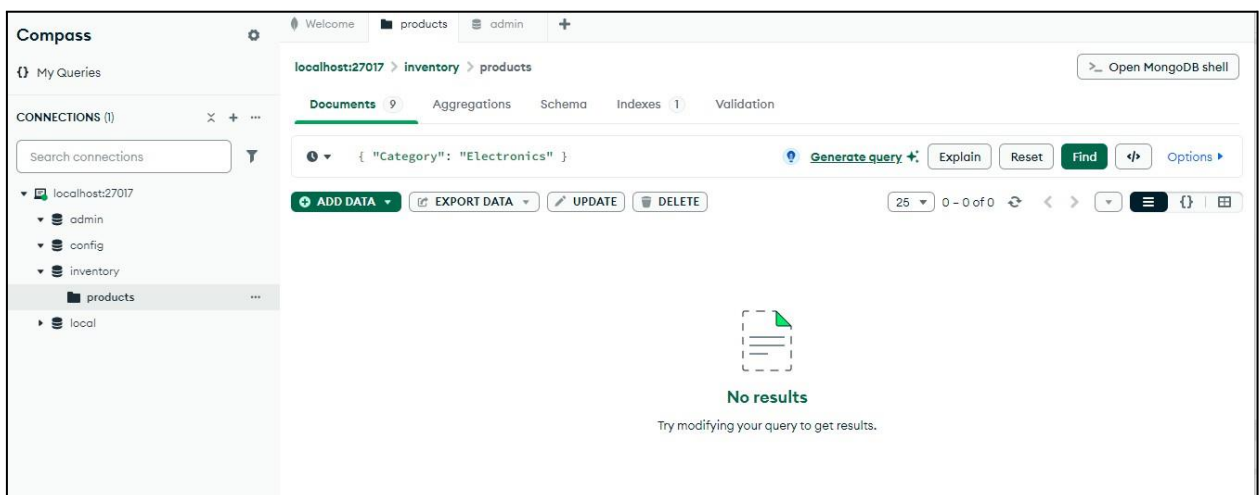 Compass
{} My Queries
CONNECTIONS (1)
Search connections
localhost:27017
admin
config
inventory
products
local
Welcome
products
admin
localhost:27017 > inventory > products
>_ Open MongoDB shell
Documents 9 Aggregations Schema Indexes 1 Validation
{ "Category": "Electronics" }
Generate query Explain Reset Find </> Options
ADD DATA EXPORT DATA UPDATE DELETE 25 0 – 0 of 0 {}
No results
Try modifying your query to get results.